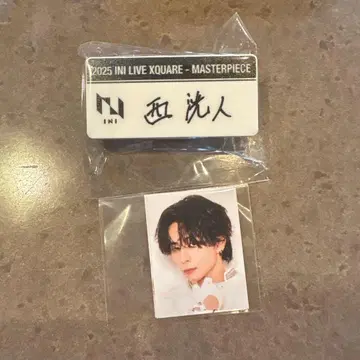 2025 INI LIVE XQUARE - MASTERPIECE
INI
西 洸人